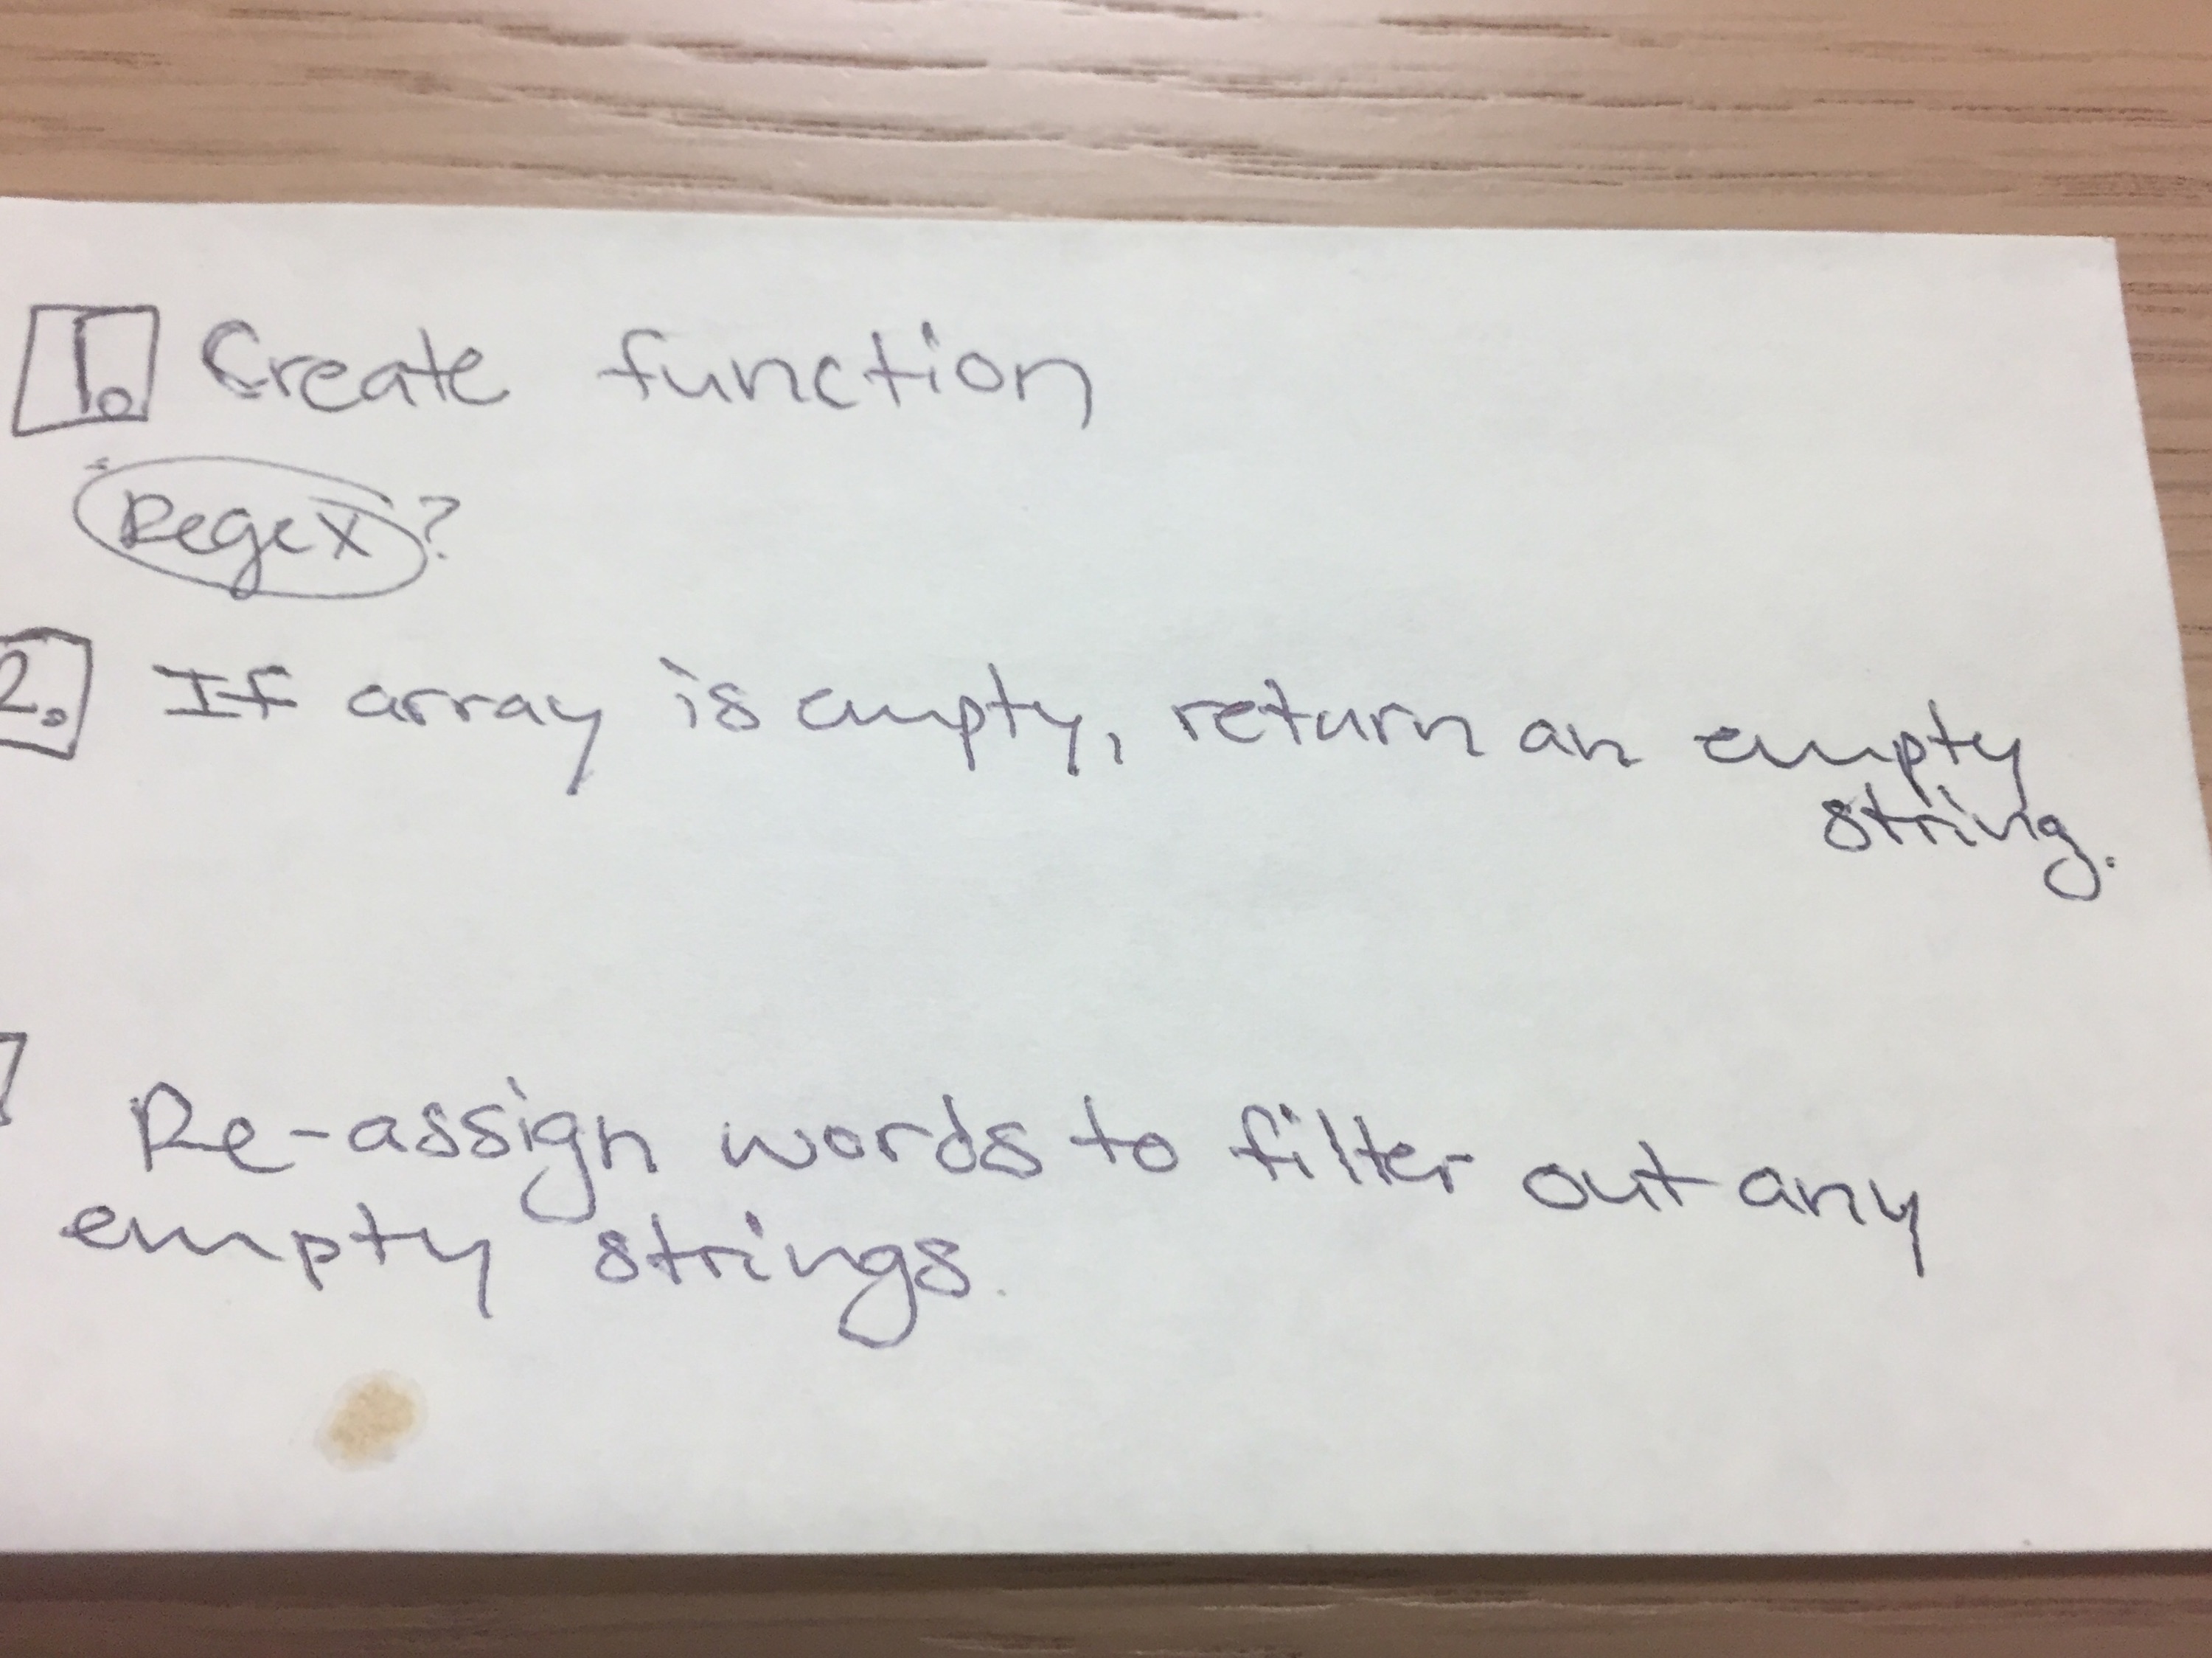 1. Create function
Regex?
2. If array is empty, return an empty
string.
Re-assign words to filter out any
empty strings.